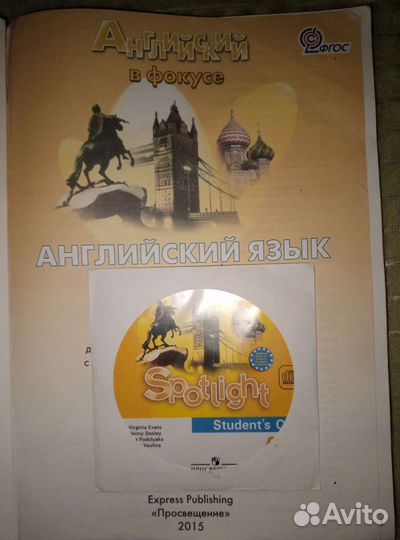 Английский
в фокусе
ФГОС
АНГЛИЙСКИЙ ЯЗЫК
Spotlight
Student's
Virginia Evans
Jenny Dooley
Podolyako
Vaulina
Express Publishing
«Просвещение»
2015
Avito